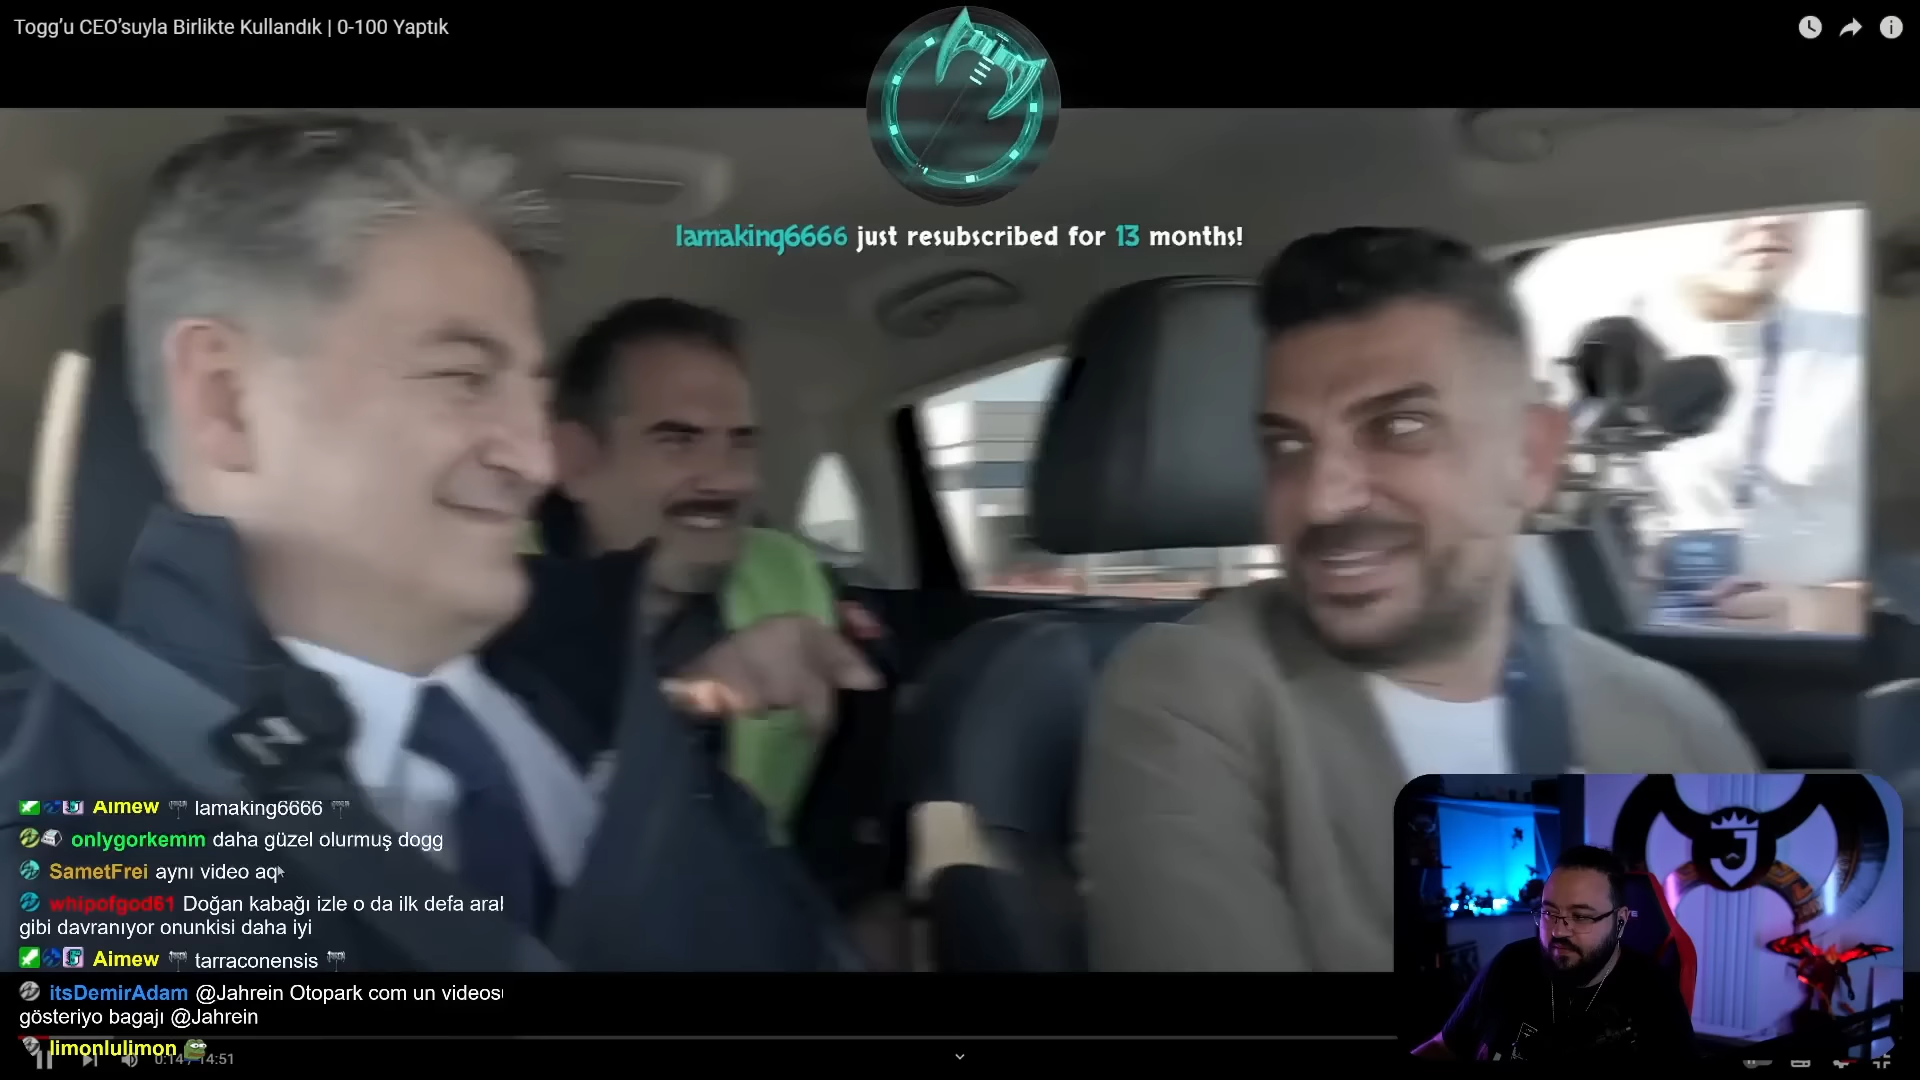 Togg'u CEO'suyla Birlikte Kullandık | 0-100 Yaptık
lamaking6666 just resubscribed for 13 months!
Aimew lamaking6666
onlygorkemm daha güzel olurmuş dogg
SametFrei aynı video aq
whipofgod61 Doğan kabağı izle o da ilk defa aral
gibi davranıyor onunkisi daha iyi
Aimew tarraconensis
itsDemirAdam @Jahrein Otopark com un videosu
gösteriyo bagajı @Jahrein
limonlulimon
0:14 / 14:51
J